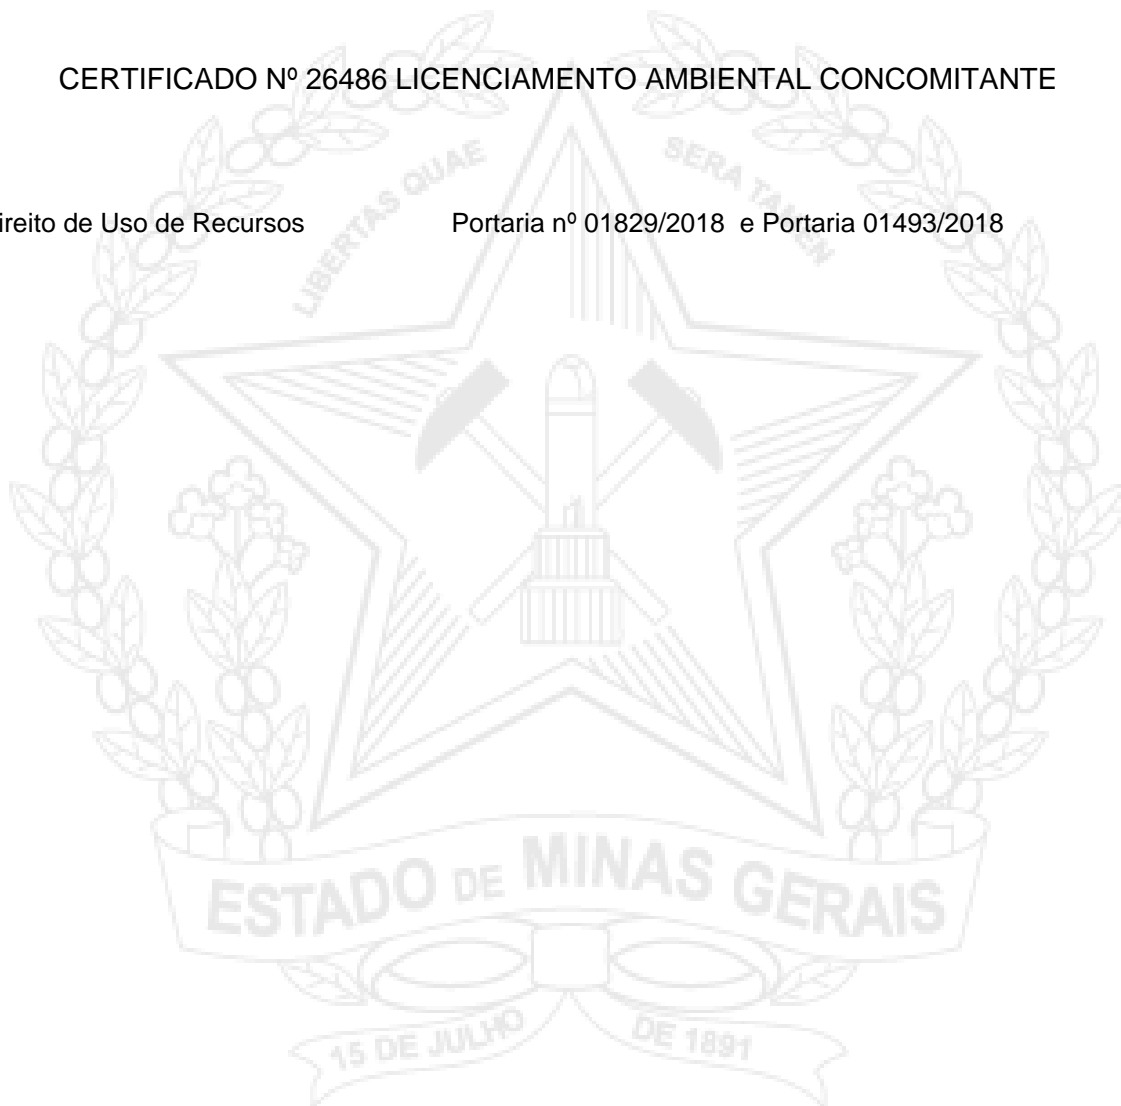 CERTIFICADO Nº 26486 LICENCIAMENTO AMBIENTAL CONCOMITANTE
LIBERTAS QUAE SERA TAMEN
ireito de Uso de Recursos Portaria nº 01829/2018 e Portaria 01493/2018
ESTADO DE MINAS GERAIS
15 DE JULHO DE 1891